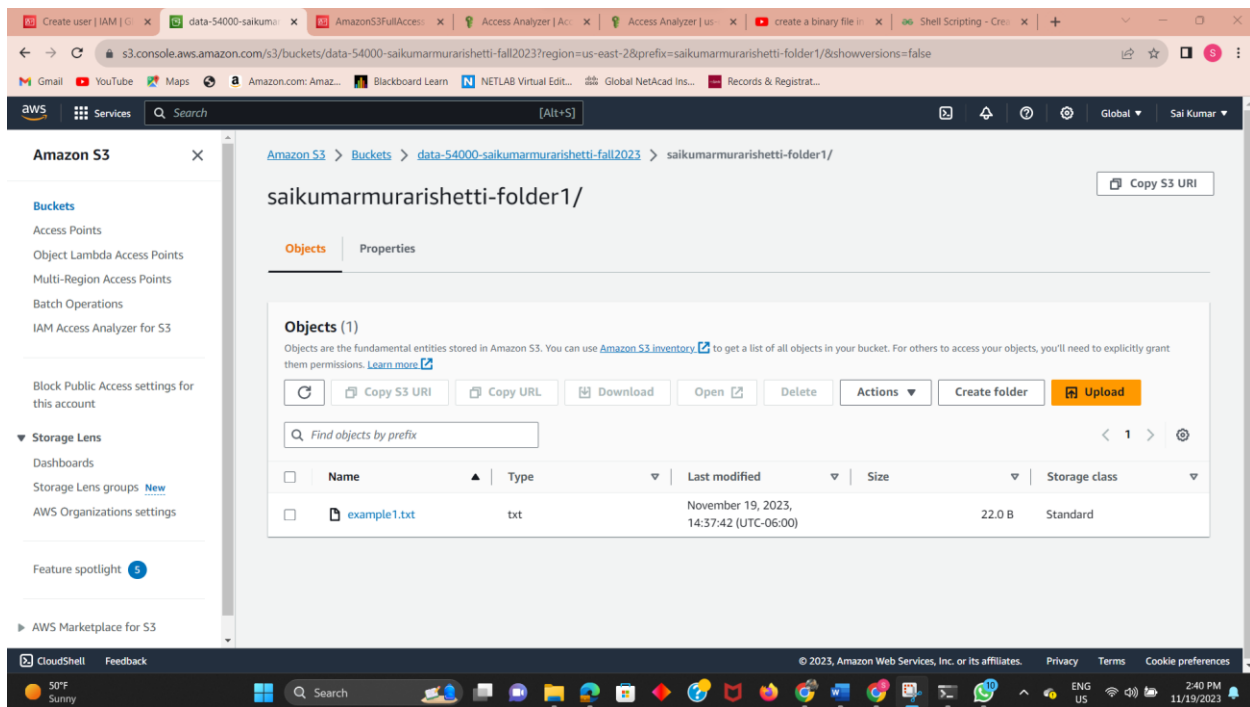 Create user | IAM | G
data-54000-saikuma
AmazonS3FullAccess
Access Analyzer | Ac
Access Analyzer | us-
create a binary file in
Shell Scripting - Crea
s3.console.aws.amazon.com/s3/buckets/data-54000-saikumarmurarishetti-fall2023?region=us-east-2&prefix=saikumarmurarishetti-folder1/&showversions=false
S
Gmail YouTube Maps Amazon.com: Amaz... Blackboard Learn NETLAB Virtual Edit... Global NetAcad Ins... Records & Registrat...
aws Services Search [Alt+S] Global Sai Kumar
Amazon S3
Buckets
Access Points
Object Lambda Access Points
Multi-Region Access Points
Batch Operations
IAM Access Analyzer for S3
Block Public Access settings for
this account
Storage Lens
Dashboards
Storage Lens groups New
AWS Organizations settings
Feature spotlight 5
AWS Marketplace for S3
Amazon S3 > Buckets > data-54000-saikumarmurarishetti-fall2023 > saikumarmurarishetti-folder1/
saikumarmurarishetti-folder1/
Copy S3 URI
Objects Properties
Objects (1)
Objects are the fundamental entities stored in Amazon S3. You can use Amazon S3 inventory to get a list of all objects in your bucket. For others to access your objects, you'll need to explicitly grant
them permissions. Learn more
Copy S3 URI Copy URL Download Open Delete Actions Create folder Upload
Find objects by prefix
< 1 >
Name Type Last modified Size Storage class
example1.txt txt November 19, 2023, 14:37:42 (UTC-06:00) 22.0 B Standard
CloudShell Feedback © 2023, Amazon Web Services, Inc. or its affiliates. Privacy Terms Cookie preferences
50°F
Sunny
Search
10
ENG
US
2:40 PM
11/19/2023